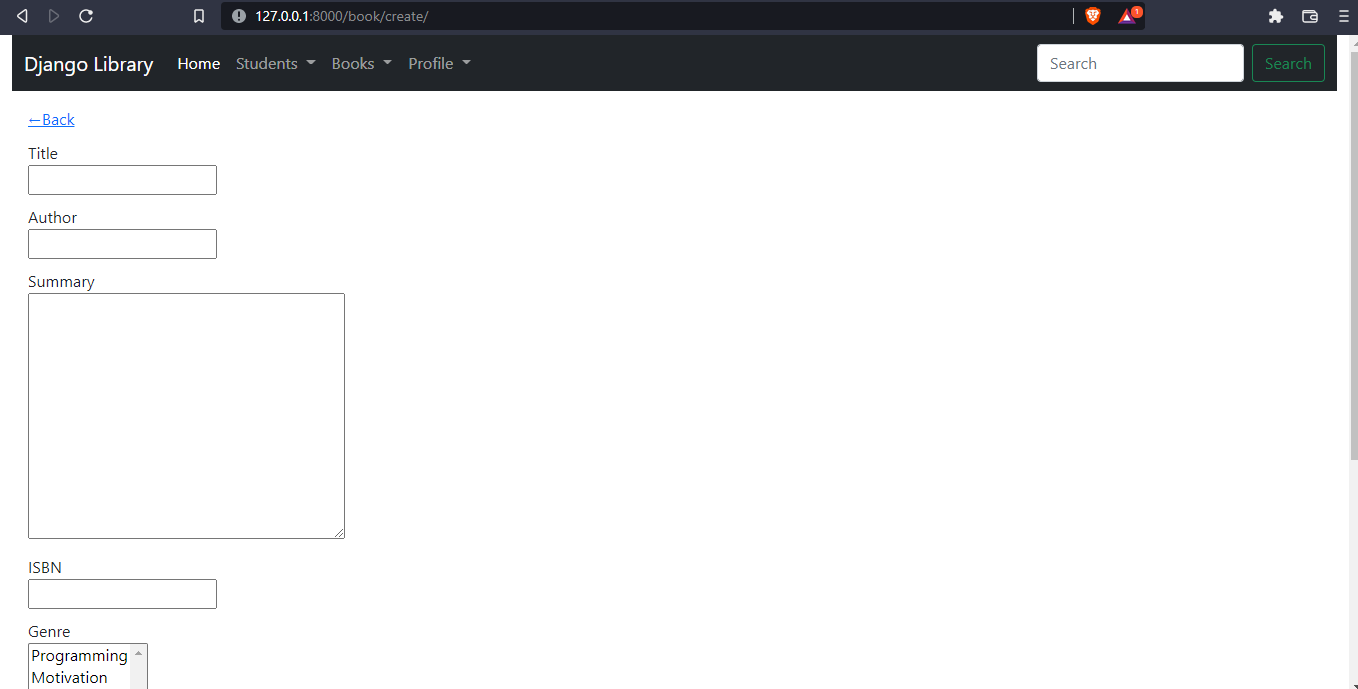 127.0.0.1:8000/book/create/
1
Django Library Home Students Books Profile Search Search
←Back
Title
Author
Summary
ISBN
Genre
Programming
Motivation